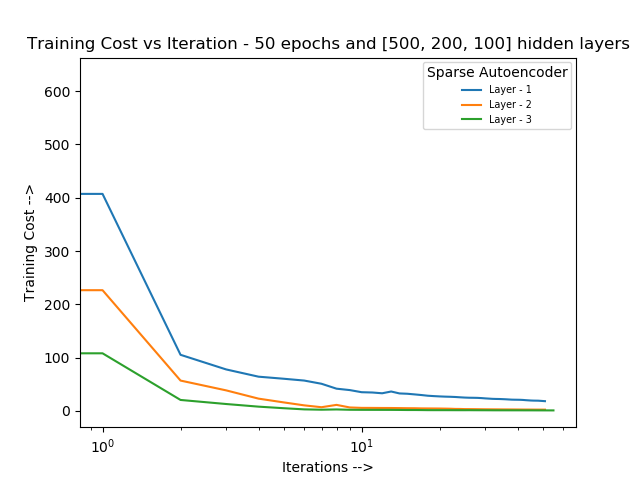 Training Cost vs Iteration - 50 epochs and [500, 200, 100] hidden layers
Sparse Autoencoder
Layer - 1
Layer - 2
Layer - 3
Training Cost -->
600
500
400
300
200
100
0
10⁰
10¹
Iterations -->